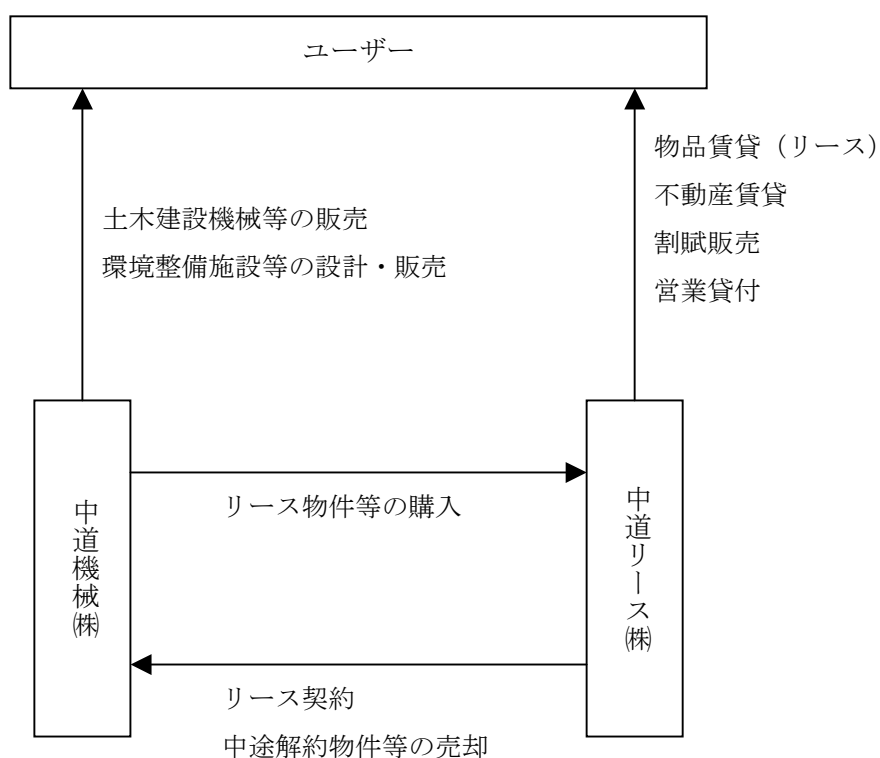 ユーザー
物品賃貸（リース）
不動産賃貸
割賦販売
営業貸付
土木建設機械等の販売
環境整備施設等の設計・販売
中道機械㈱
リース物件等の購入
中道リース㈱
リース契約
中途解約物件等の売却